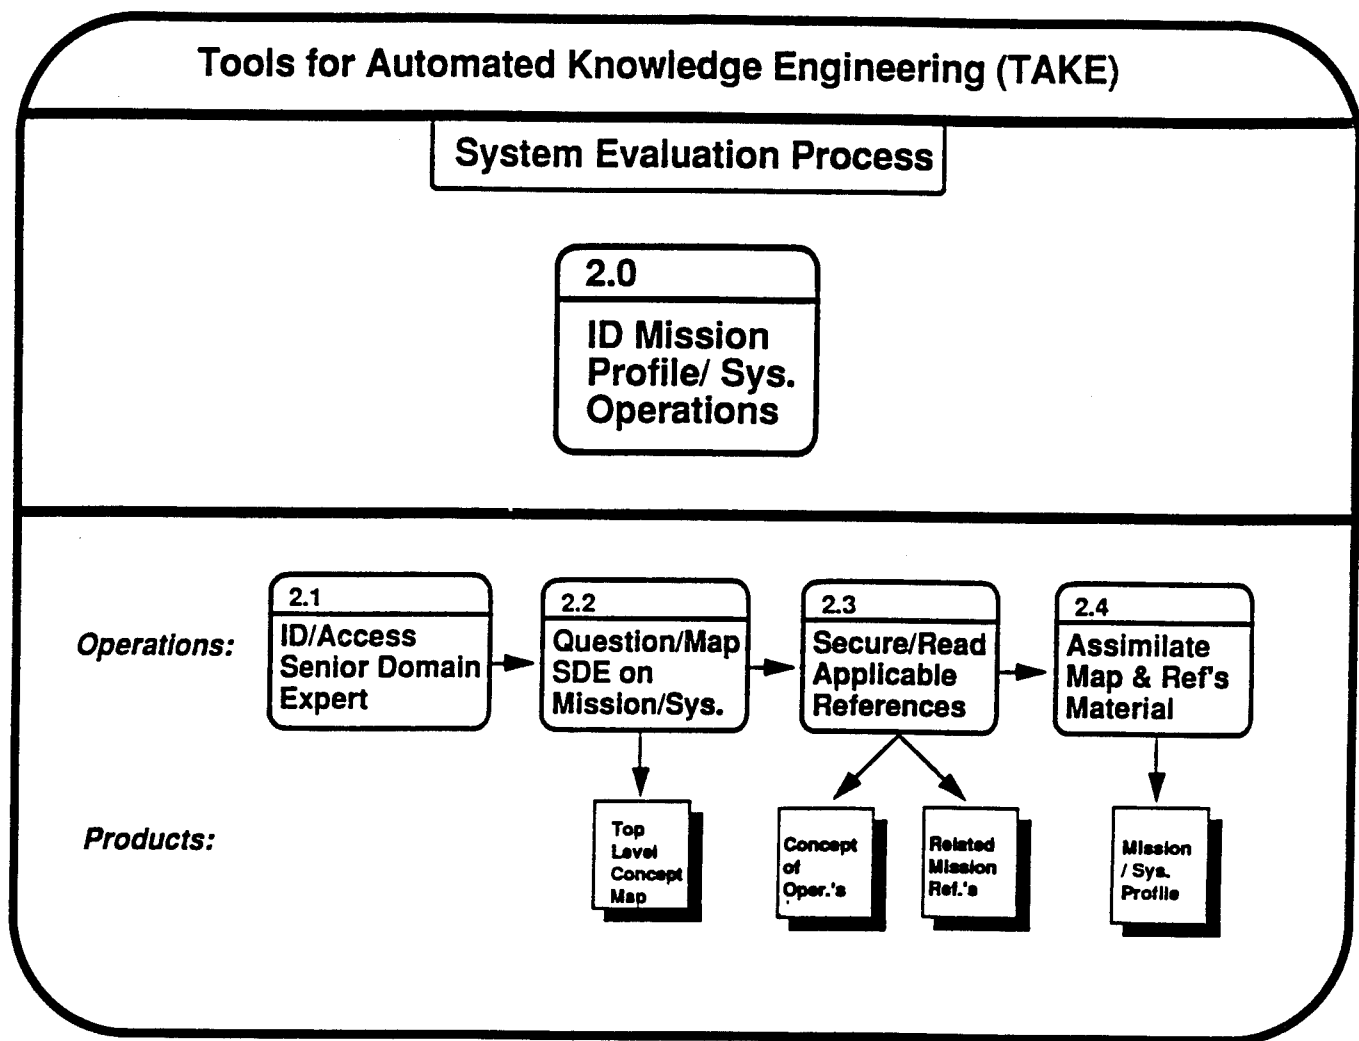 Tools for Automated Knowledge Engineering (TAKE)
System Evaluation Process
2.0
ID Mission
Profile/ Sys.
Operations
Operations:
2.1
ID/Access
Senior Domain
Expert
2.2
Question/Map
SDE on
Mission/Sys.
2.3
Secure/Read
Applicable
References
2.4
Assimilate
Map & Ref's
Material
Products:
Top
Level
Concept
Map
Concept
of
Oper.'s
Related
Mission
Ref.'s
Mission
/ Sys.
Profile